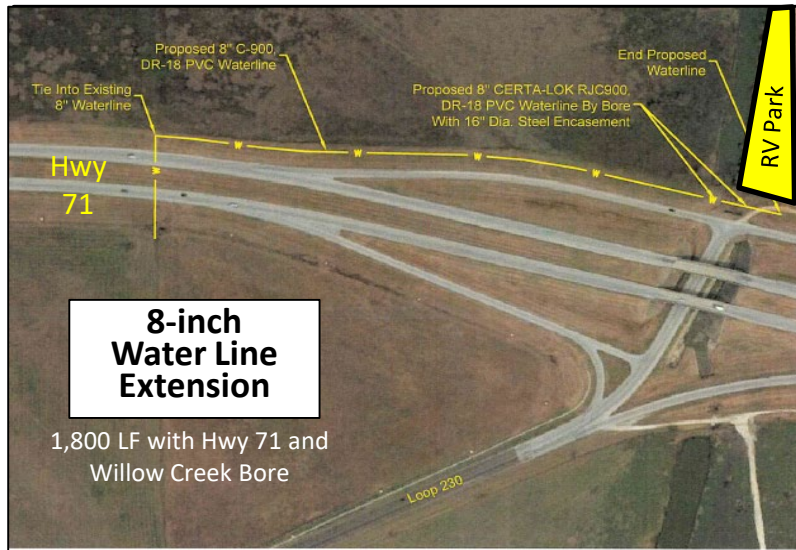 Proposed 8" C-900,
DR-18 PVC Waterline
Tie Into Existing
8" Waterline
End Proposed
Waterline
Proposed 8" CERTA-LOK RJC900,
DR-18 PVC Waterline By Bore
With 16" Dia. Steel Encasement
RV Park
Hwy
71
W
W
W
W
W
W
8-inch
Water Line
Extension
1,800 LF with Hwy 71 and
Willow Creek Bore
Loop 230